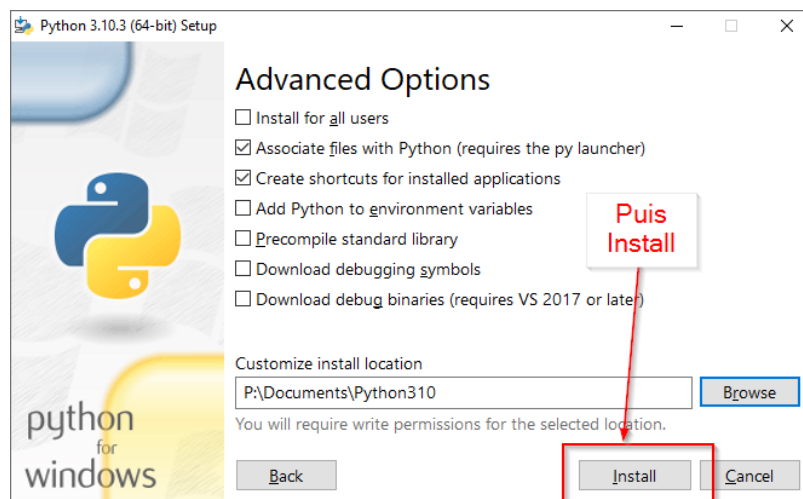 Python 3.10.3 (64-bit) Setup
Advanced Options
Install for all users
Associate files with Python (requires the py launcher)
Create shortcuts for installed applications
Add Python to environment variables
Precompile standard library
Download debugging symbols
Download debug binaries (requires VS 2017 or later)
Puis
Install
Customize install location
P:\Documents\Python310
Browse
You will require write permissions for the selected location.
python
for
windows
Back
Install
Cancel